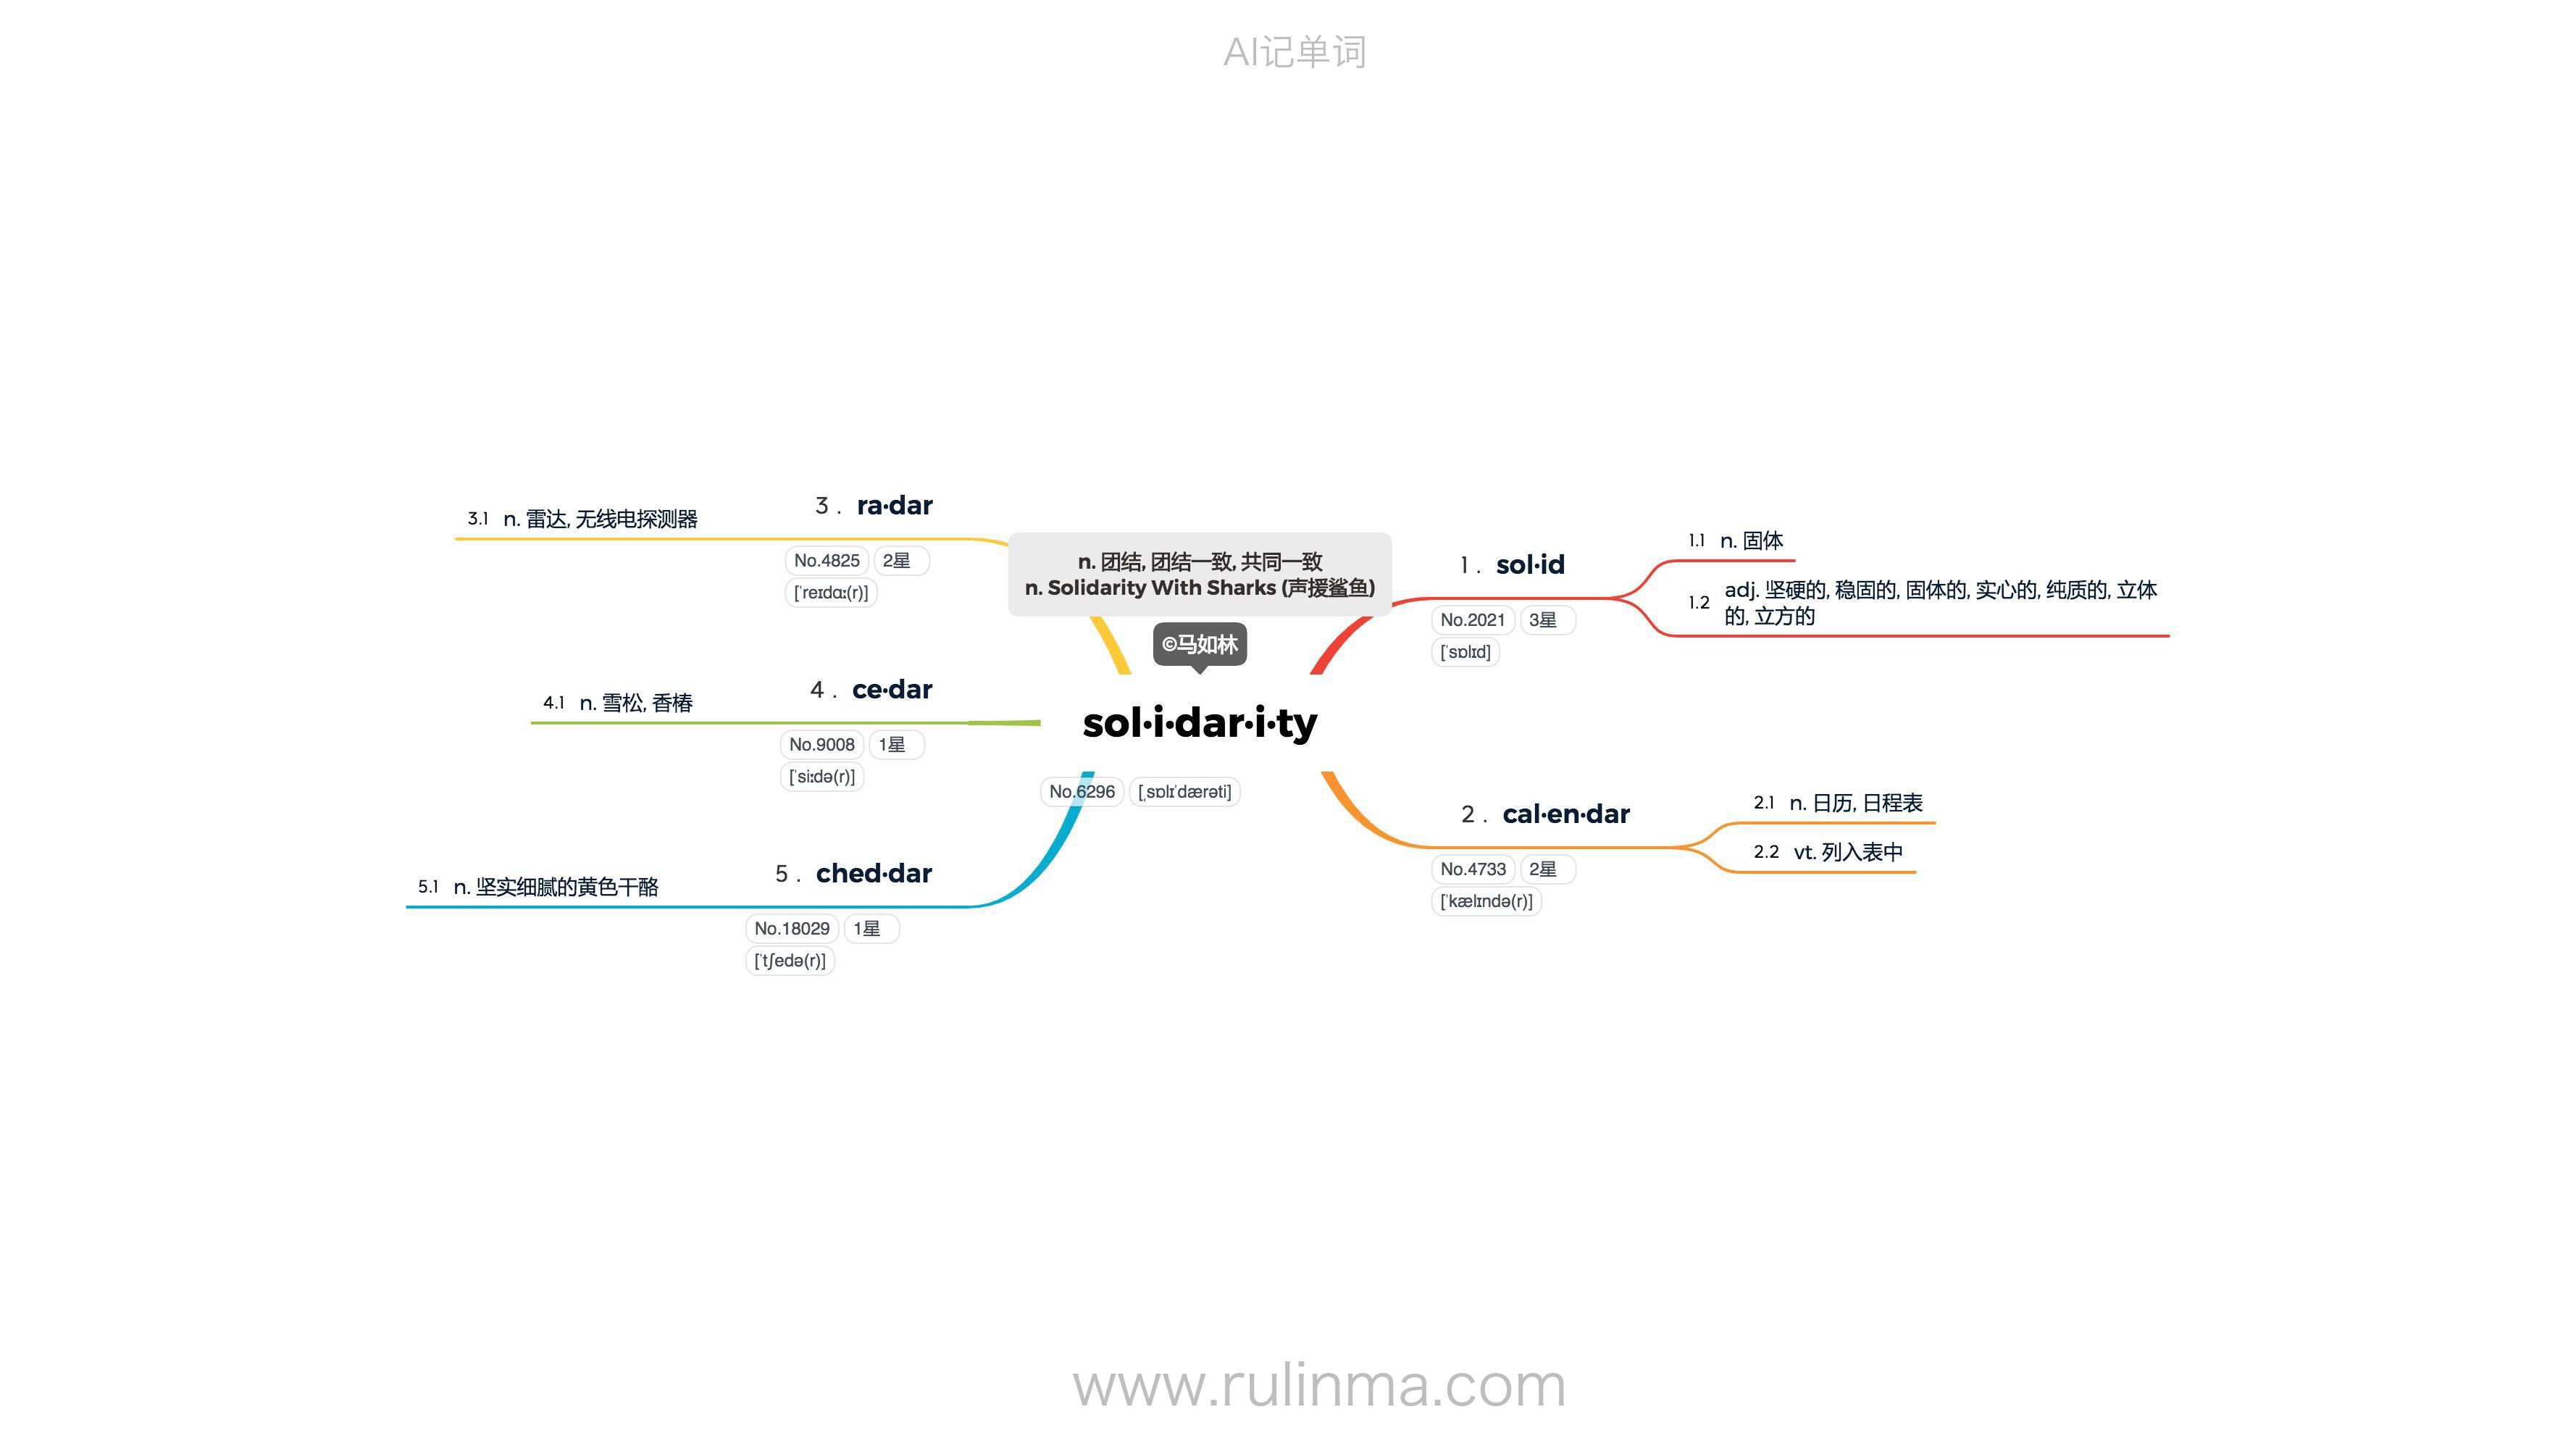 AI记单词
n. 团结, 团结一致, 共同一致
n. Solidarity With Sharks (声援鲨鱼)
©马如林
sol·i·dar·i·ty
No.6296 [ˌsɒlɪˈdærəti]
1 . sol·id
No.2021 3星
[ˈsɒlɪd]
1.1 n. 固体
1.2 adj. 坚硬的, 稳固的, 固体的, 实心的, 纯质的, 立体
的, 立方的
2 . cal·en·dar
No.4733 2星
[ˈkælɪndə(r)]
2.1 n. 日历, 日程表
2.2 vt. 列入表中
3 . ra·dar
No.4825 2星
[ˈreɪdɑː(r)]
3.1 n. 雷达, 无线电探测器
4 . ce·dar
No.9008 1星
[ˈsiːdə(r)]
4.1 n. 雪松, 香椿
5 . ched·dar
No.18029 1星
[ˈtʃedə(r)]
5.1 n. 坚实细腻的黄色干酪
www.rulinma.com